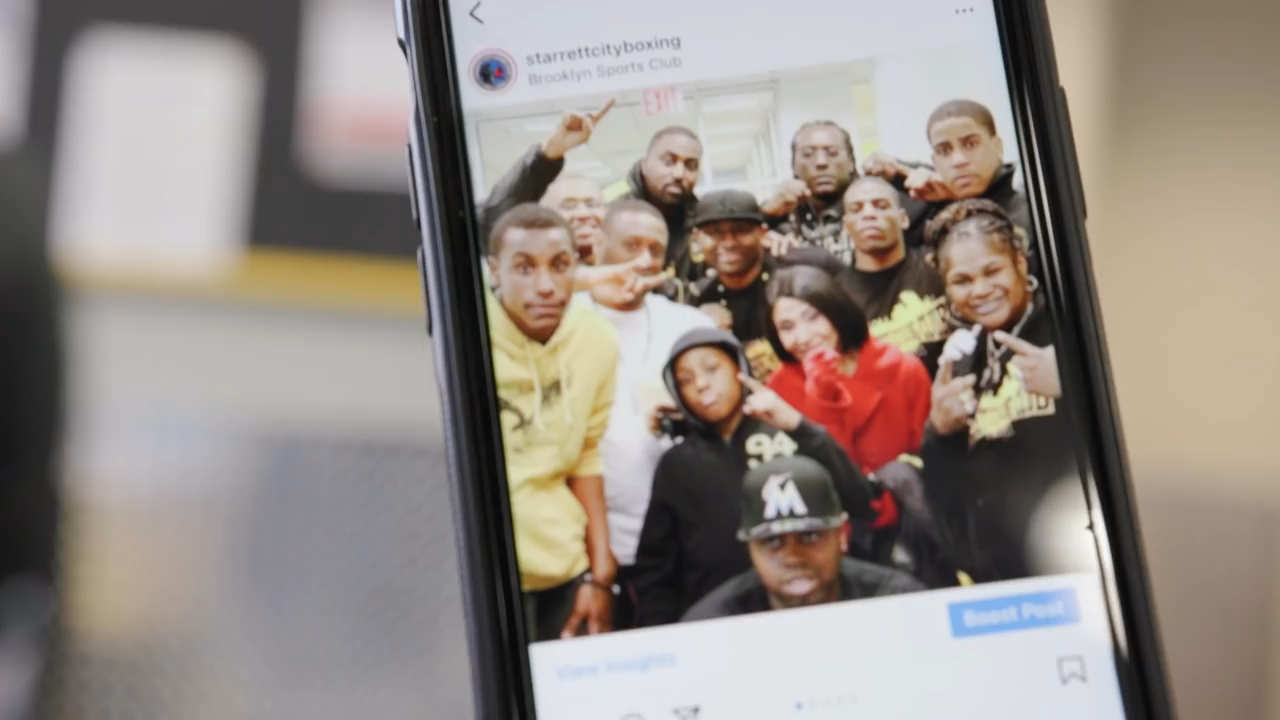 starrettcityboxing
Brooklyn Sports Club
EXIT
94
M
Boost Post
View Insights